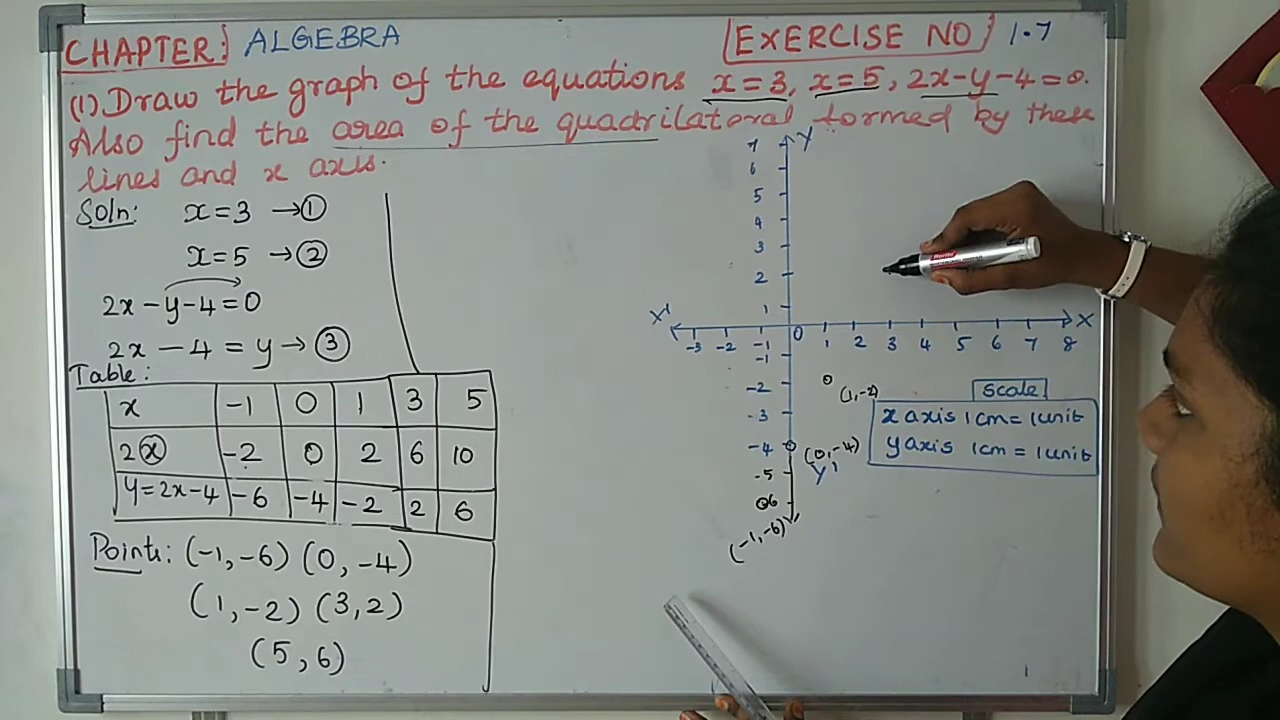 CHAPTER: ALGEBRA EXERCISE NO 1.7
(1) Draw the graph of the equations x=3, x=5, 2x-y-4=0.
Also find the area of the quadrilateral formed by these
lines and x axis.
Soln: x=3 →①
x=5 →②
2x-y-4=0
2x-4=y→③
Table:
x -1 0 1 3 5
2x -2 0 2 6 10
y=2x-4 -6 -4 -2 2 6
Points: (-1,-6) (0,-4)
(1,-2) (3,2)
(5,6)
Y
7
6
5
4
3
2
1
X' X
-3 -2 -1 0 1 2 3 4 5 6 7 8
-1
-2
-3
-4
-5
6
(1,-2)
(0,-4)
Y'
(-1,-6)
Scale
x axis 1cm=1unit
y axis 1cm=1unit